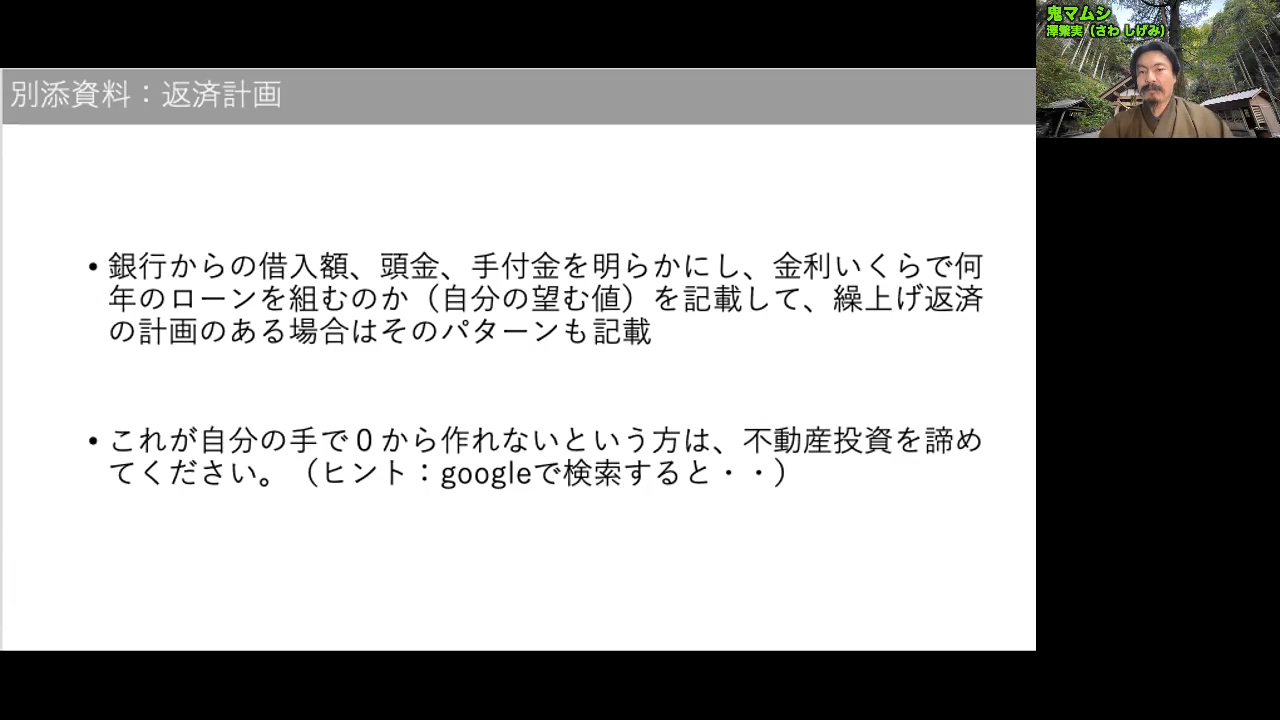 別添資料：返済計画
• 銀行からの借入額、頭金、手付金を明らかにし、金利いくらで何
年のローンを組むのか（自分の望む値）を記載して、繰上げ返済
の計画のある場合はそのパターンも記載
• これが自分の手で０から作れないという方は、不動産投資を諦め
てください。（ヒント：googleで検索すると・・）
鬼マムシ
澤繁実（さわ しげみ）